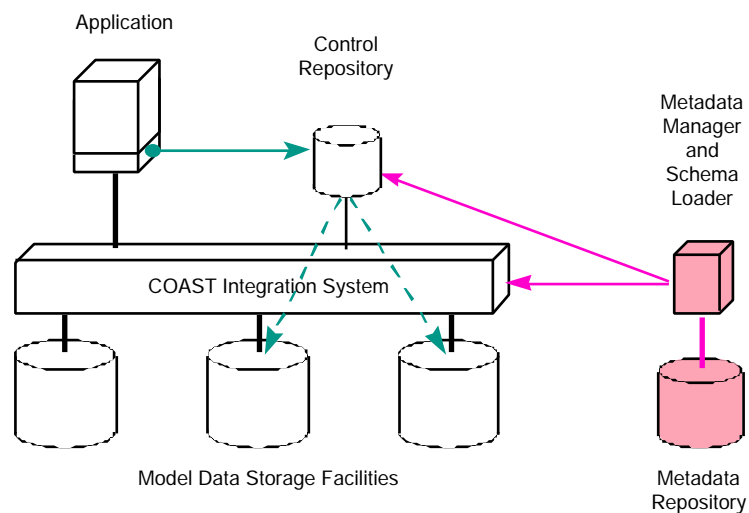 Application
Control
Repository
Metadata
Manager
and
Schema
Loader
COAST Integration System
Model Data Storage Facilities
Metadata
Repository